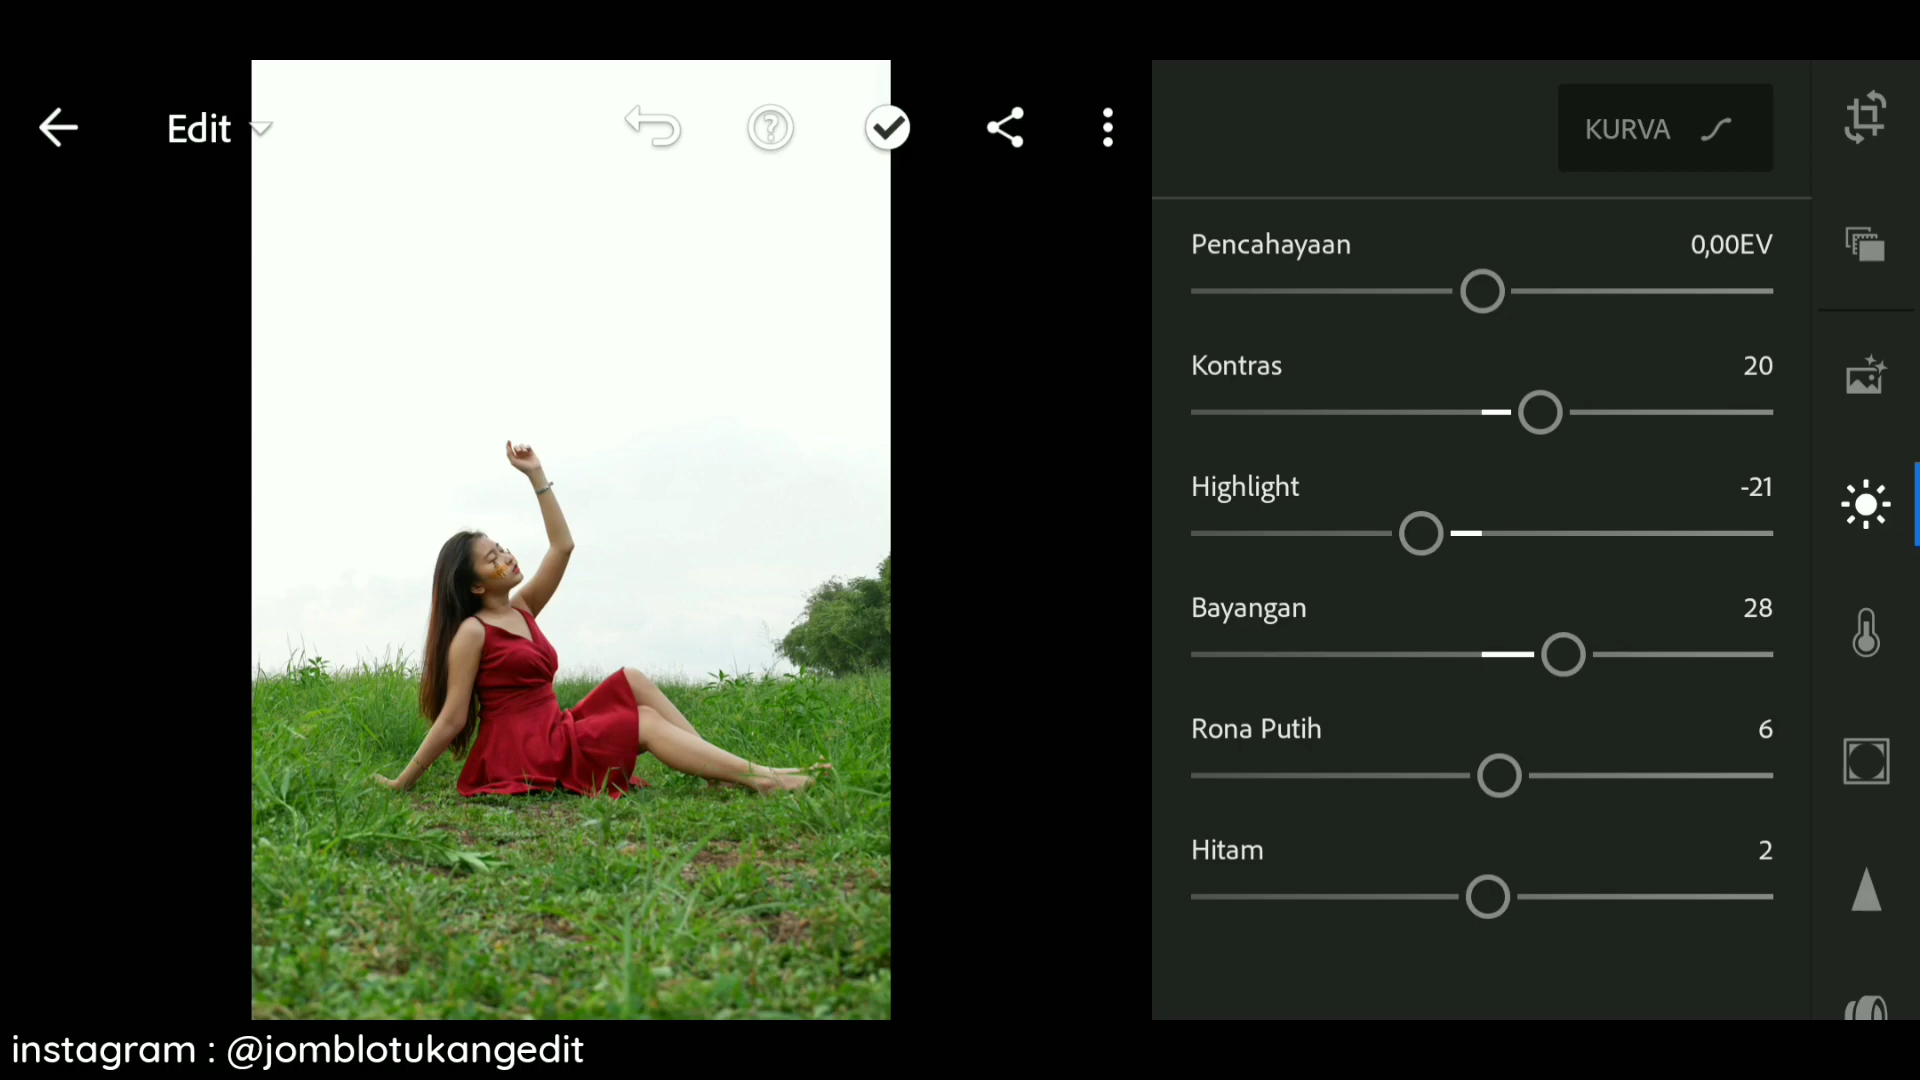 Edit
KURVA
Pencahayaan 0,00EV
Kontras 20
Highlight -21
Bayangan 28
Rona Putih 6
Hitam 2
instagram : @jomblotukangedit